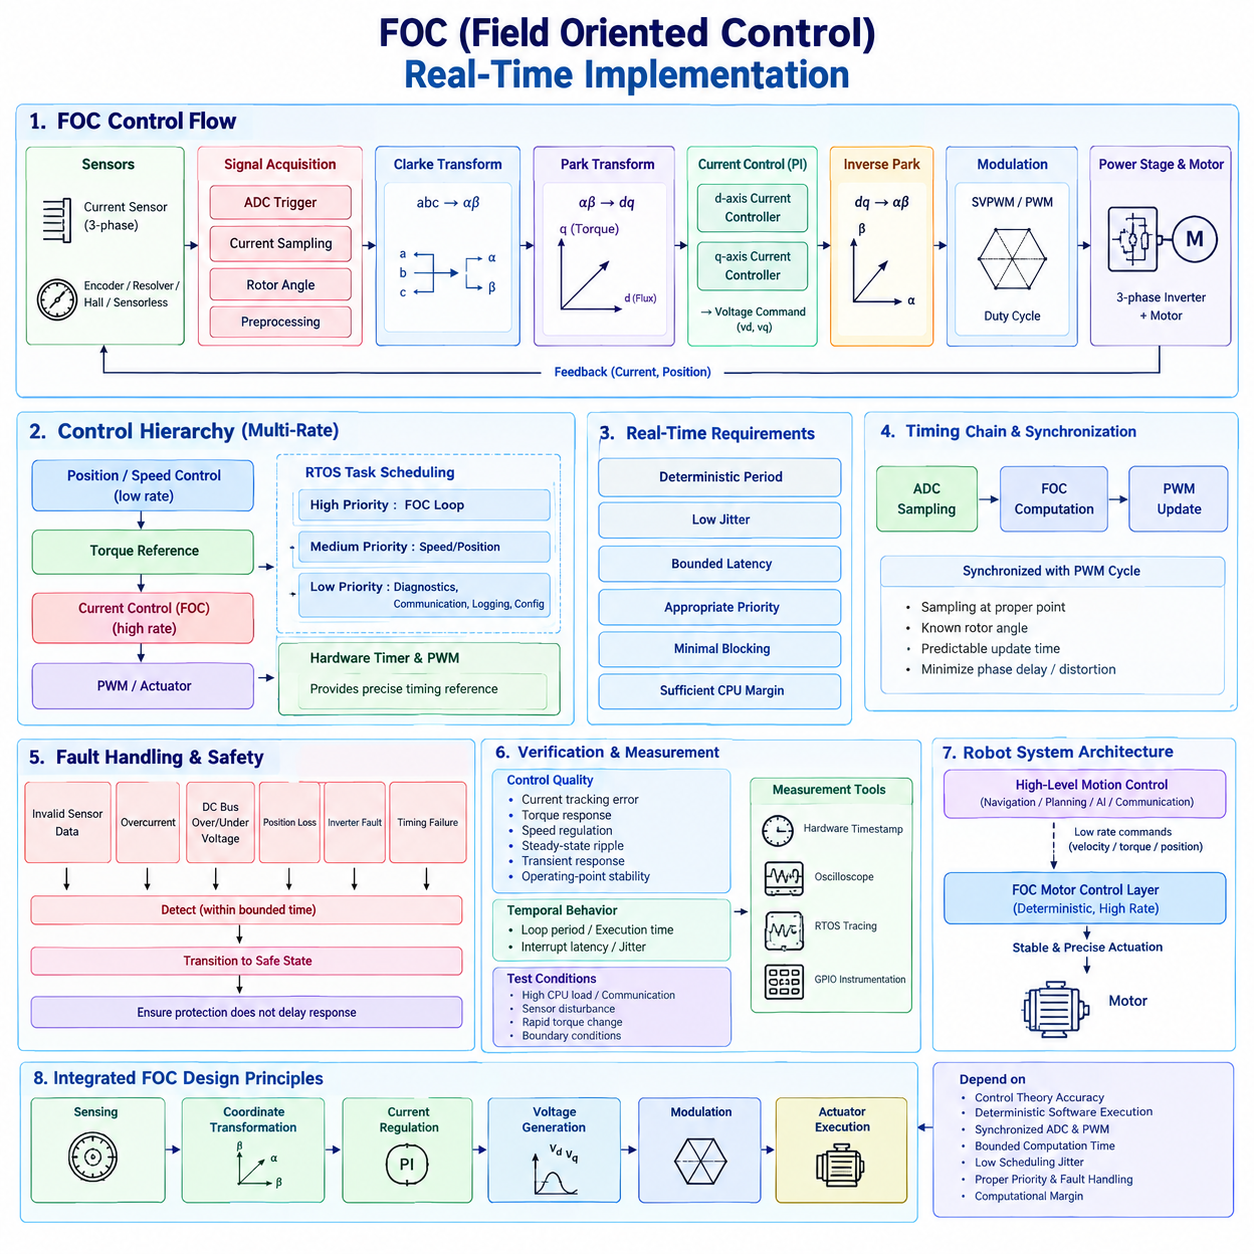 FOC (Field Oriented Control)
Real-Time Implementation
1. FOC Control Flow
Sensors
Current Sensor
(3-phase)
Encoder / Resolver /
Hall / Sensorless
Signal Acquisition
ADC Trigger
Current Sampling
Rotor Angle
Preprocessing
Clarke Transform
abc → αβ
a
b
c
α
β
Park Transform
αβ → dq
q (Torque)
d (Flux)
Current Control (PI)
d-axis Current
Controller
q-axis Current
Controller
→ Voltage Command
(vd, vq)
Inverse Park
dq → αβ
β
α
Modulation
SVPWM / PWM
Duty Cycle
Power Stage & Motor
M
3-phase Inverter
+ Motor
Feedback (Current, Position)
2. Control Hierarchy (Multi-Rate)
Position / Speed Control
(low rate)
Torque Reference
Current Control (FOC)
(high rate)
PWM / Actuator
RTOS Task Scheduling
High Priority : FOC Loop
Medium Priority : Speed/Position
Low Priority : Diagnostics,
Communication, Logging, Config
Hardware Timer & PWM
Provides precise timing reference
3. Real-Time Requirements
Deterministic Period
Low Jitter
Bounded Latency
Appropriate Priority
Minimal Blocking
Sufficient CPU Margin
4. Timing Chain & Synchronization
ADC
Sampling
FOC
Computation
PWM
Update
Synchronized with PWM Cycle
• Sampling at proper point
• Known rotor angle
• Predictable update time
• Minimize phase delay / distortion
5. Fault Handling & Safety
Invalid Sensor
Data
Overcurrent
DC Bus
Over/Under
Voltage
Position Loss
Inverter Fault
Timing Failure
Detect (within bounded time)
Transition to Safe State
Ensure protection does not delay response
6. Verification & Measurement
Control Quality
• Current tracking error
• Torque response
• Speed regulation
• Steady-state ripple
• Transient response
• Operating-point stability
Temporal Behavior
• Loop period / Execution time
• Interrupt latency / Jitter
Test Conditions
• High CPU load / Communication
• Sensor disturbance
• Rapid torque change
• Boundary conditions
Measurement Tools
Hardware Timestamp
Oscilloscope
RTOS Tracing
GPIO Instrumentation
7. Robot System Architecture
High-Level Motion Control
(Navigation / Planning / AI / Communication)
Low rate commands
(velocity / torque / position)
FOC Motor Control Layer
(Deterministic, High Rate)
Stable & Precise Actuation
Motor
8. Integrated FOC Design Principles
Sensing
Coordinate
Transformation
β
α
β
Current
Regulation
PI
Voltage
Generation
Vd Vq
Modulation
Actuator
Execution
Depend on
• Control Theory Accuracy
• Deterministic Software Execution
• Synchronized ADC & PWM
• Bounded Computation Time
• Low Scheduling Jitter
• Proper Priority & Fault Handling
• Computational Margin